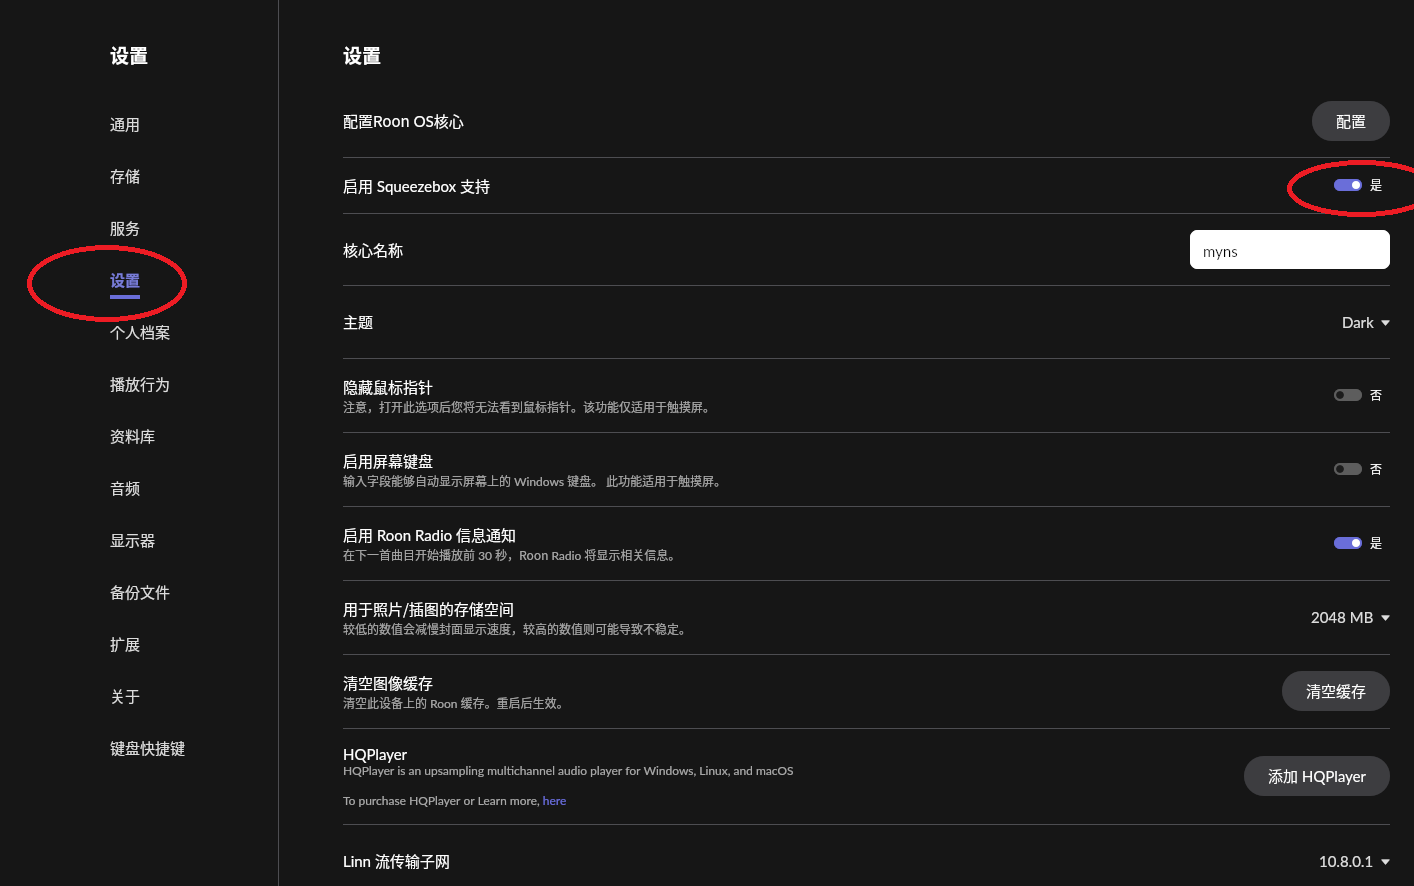 设置
通用
存储
服务
设置
个人档案
播放行为
资料库
音频
显示器
备份文件
扩展
关于
键盘快捷键
设置
配置Roon OS核心
配置
启用 Squeezebox 支持
是
核心名称
myns
主题
Dark
隐藏鼠标指针
注意，打开此选项后您将无法看到鼠标指针。该功能仅适用于触摸屏。
否
启用屏幕键盘
输入字段能够自动显示屏幕上的 Windows 键盘。 此功能适用于触摸屏。
否
启用 Roon Radio 信息通知
在下一首曲目开始播放前 30 秒，Roon Radio 将显示相关信息。
是
用于照片/插图的存储空间
较低的数值会减慢封面显示速度，较高的数值则可能导致不稳定。
2048 MB
清空图像缓存
清空此设备上的 Roon 缓存。重启后生效。
清空缓存
HQPlayer
HQPlayer is an upsampling multichannel audio player for Windows, Linux, and macOS
To purchase HQPlayer or Learn more, here
添加 HQPlayer
Linn 流传输子网
10.8.0.1